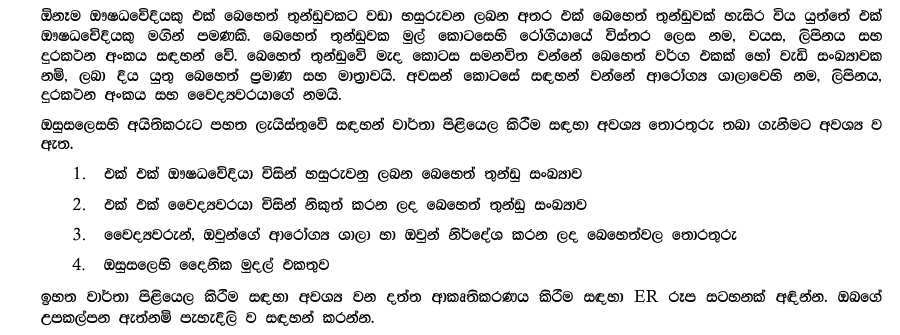 ඕනෑම ඖෂධවේදියකු එක් බෙහෙත් තුන්ඩුවකට වඩා හසුරුවන ලබන අතර එක් බෙහෙත් තුන්ඩුවක් හැසිර විය යුත්තේ එක්
ඖෂධවේදියකු මගින් පමණකි. බෙහෙත් තුන්ඩුවක මුල් කොටසෙහි රෝගියාගේ විස්තර ලෙස නම, වයස, ලිපිනය සහ
දුරකථන අංකය සඳහන් වේ. බෙහෙත් තුන්ඩුවේ මැද කොටස සමන්විත වන්නේ බෙහෙත් වර්ග එකක් හෝ වැඩි සංඛ්‍යාවක
නම්, ලබා දිය යුතු බෙහෙත් ප්‍රමාණ සහ මාත්‍රාවයි. අවසන් කොටසේ සඳහන් වන්නේ ආරෝග්‍ය ශාලාවෙහි නම, ලිපිනය,
දුරකථන අංකය සහ වෛද්‍යවරයාගේ නමයි.
ඔසුසලෙසහි අයිතිකරුට පහත ලැයිස්තුවේ සඳහන් වාර්තා පිළියෙල කිරීම සඳහා අවශ්‍ය තොරතුරු තබා ගැනීමට අවශ්‍ය ව
ඇත.
1. එක් එක් ඖෂධවේදියා විසින් හසුරුවනු ලබන බෙහෙත් තුන්ඩු සංඛ්‍යාව
2. එක් එක් වෛද්‍යවරයා විසින් නිකුත් කරන ලද බෙහෙත් තුන්ඩු සංඛ්‍යාව
3. වෛද්‍යවරුන්, ඔවුන්ගේ ආරෝග්‍ය ශාලා හා ඔවුන් නිර්දේශ කරන ලද බෙහෙත්වල තොරතුරු
4. ඔසුසලෙහි දෛනික මුදල් එකතුව
ඉහත වාර්තා පිළියෙල කිරීම සඳහා අවශ්‍ය වන දත්ත ආකෘතිකරණය කිරීම සඳහා ER රූප සටහනක් අඳින්න. ඔබගේ
උපකල්පන ඇත්නම් පැහැදිලි ව සඳහන් කරන්න.